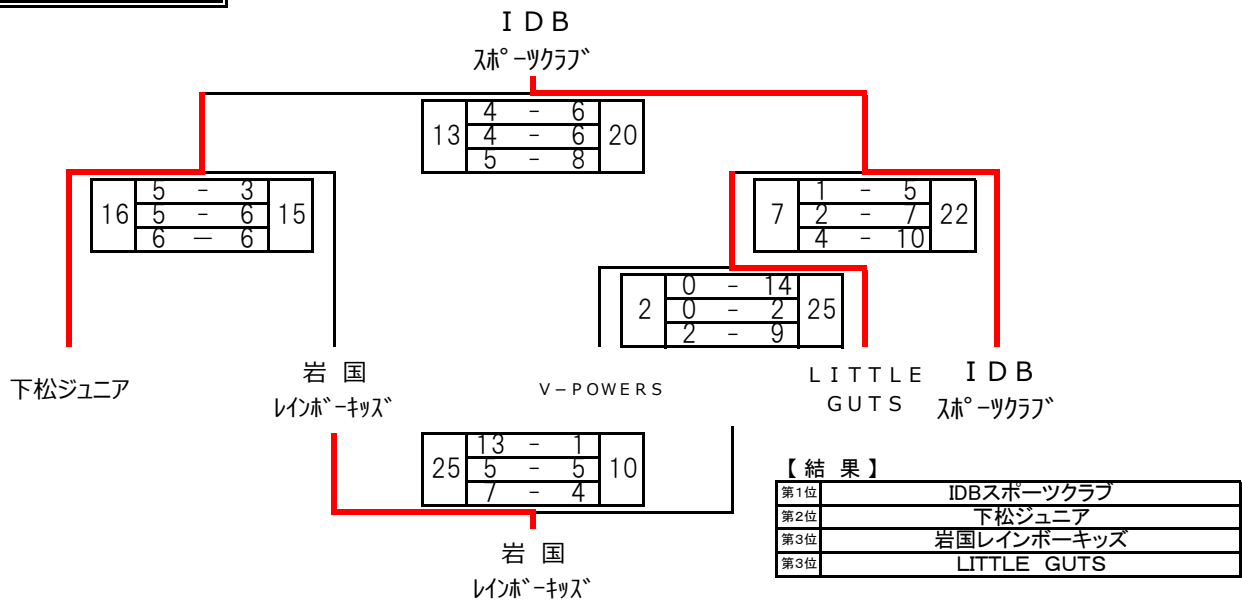 ＩＤＢ
ｽﾎﾟｰﾂｸﾗﾌﾞ
13 4 - 6 20
4 - 6
5 - 8
16 5 - 3 15
5 - 6
6 － 6
7 1 - 5 22
2 - 7
4 - 10
2 0 - 14 25
0 - 2
2 - 9
下松ジュニア
岩 国
ﾚｲﾝﾎﾞｰｷｯｽﾞ
Ｖ－ＰＯＷＥＲＳ
ＬＩＴＴＬＥ
ＧＵＴＳ
ＩＤＢ
ｽﾎﾟｰﾂｸﾗﾌﾞ
25 13 - 1 10
5 - 5
7 - 4
岩 国
ﾚｲﾝﾎﾞｰｷｯｽﾞ
【 結 果 】
第1位 IDBスポーツクラブ
第2位 下松ジュニア
第3位 岩国レインボーキッズ
第3位 LITTLE GUTS